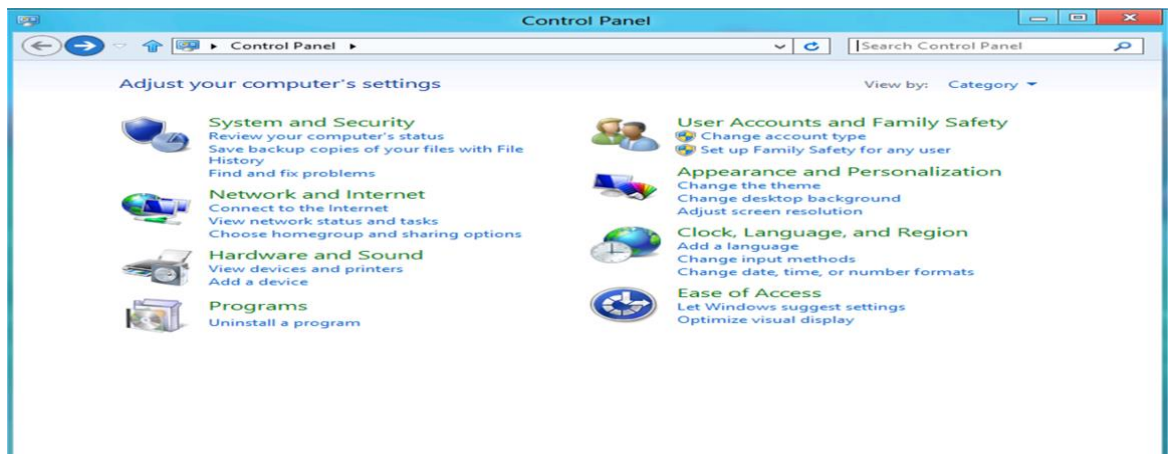 Control Panel
Control Panel
Search Control Panel
Adjust your computer's settings
View by: Category
System and Security
Review your computer's status
Save backup copies of your files with File
History
Find and fix problems
Network and Internet
Connect to the Internet
View network status and tasks
Choose homegroup and sharing options
Hardware and Sound
View devices and printers
Add a device
Programs
Uninstall a program
User Accounts and Family Safety
Change account type
Set up Family Safety for any user
Appearance and Personalization
Change the theme
Change desktop background
Adjust screen resolution
Clock, Language, and Region
Add a language
Change input methods
Change date, time, or number formats
Ease of Access
Let Windows suggest settings
Optimize visual display